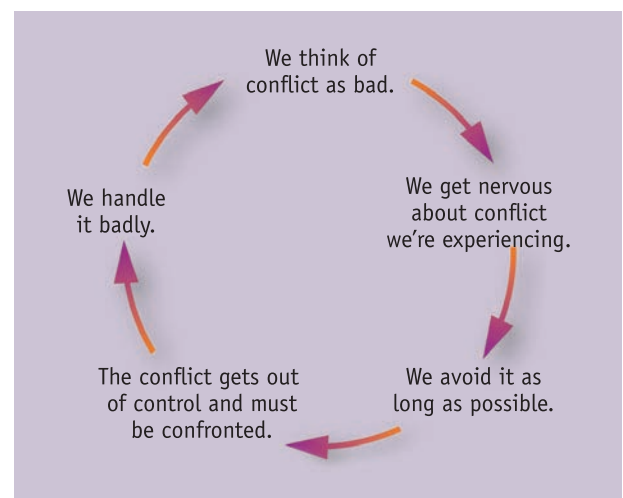 We think of
conflict as bad.
We get nervous
about conflict
we're experiencing.
We avoid it as
long as possible.
The conflict gets out
of control and must
be confronted.
We handle
it badly.